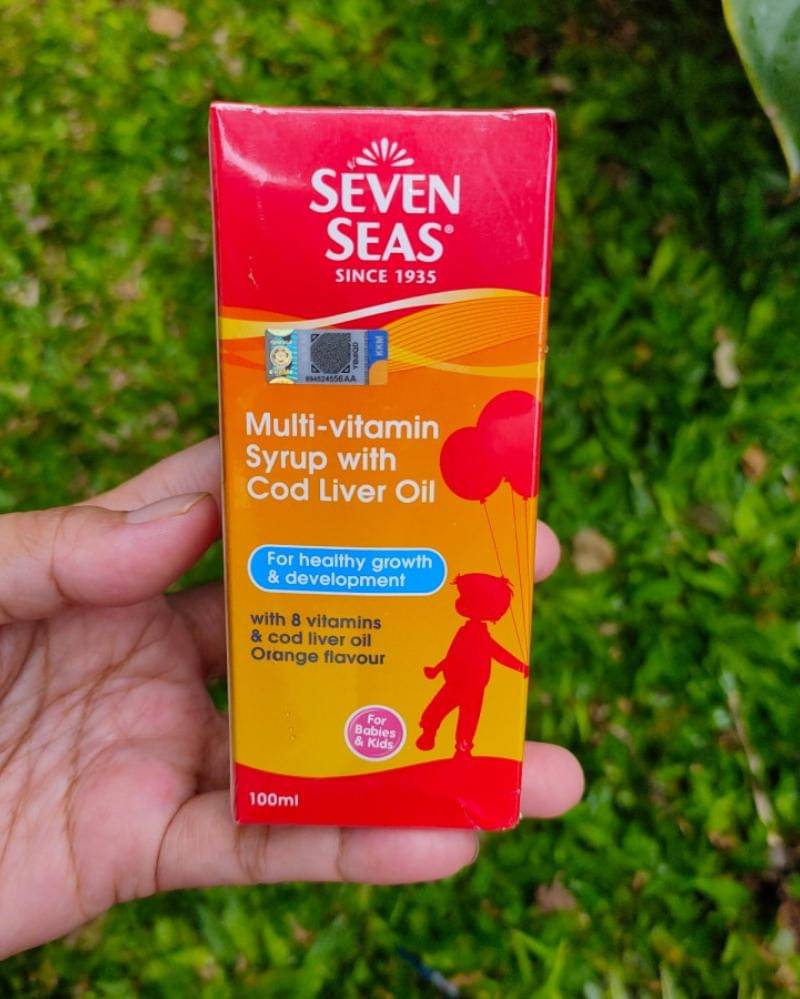 SEVEN
SEAS®
SINCE 1935
KKM
Multi-vitamin
Syrup with
Cod Liver Oil
For healthy growth
& development
with 8 vitamins
& cod liver oil
Orange flavour
For
Babies
& Kids
100ml